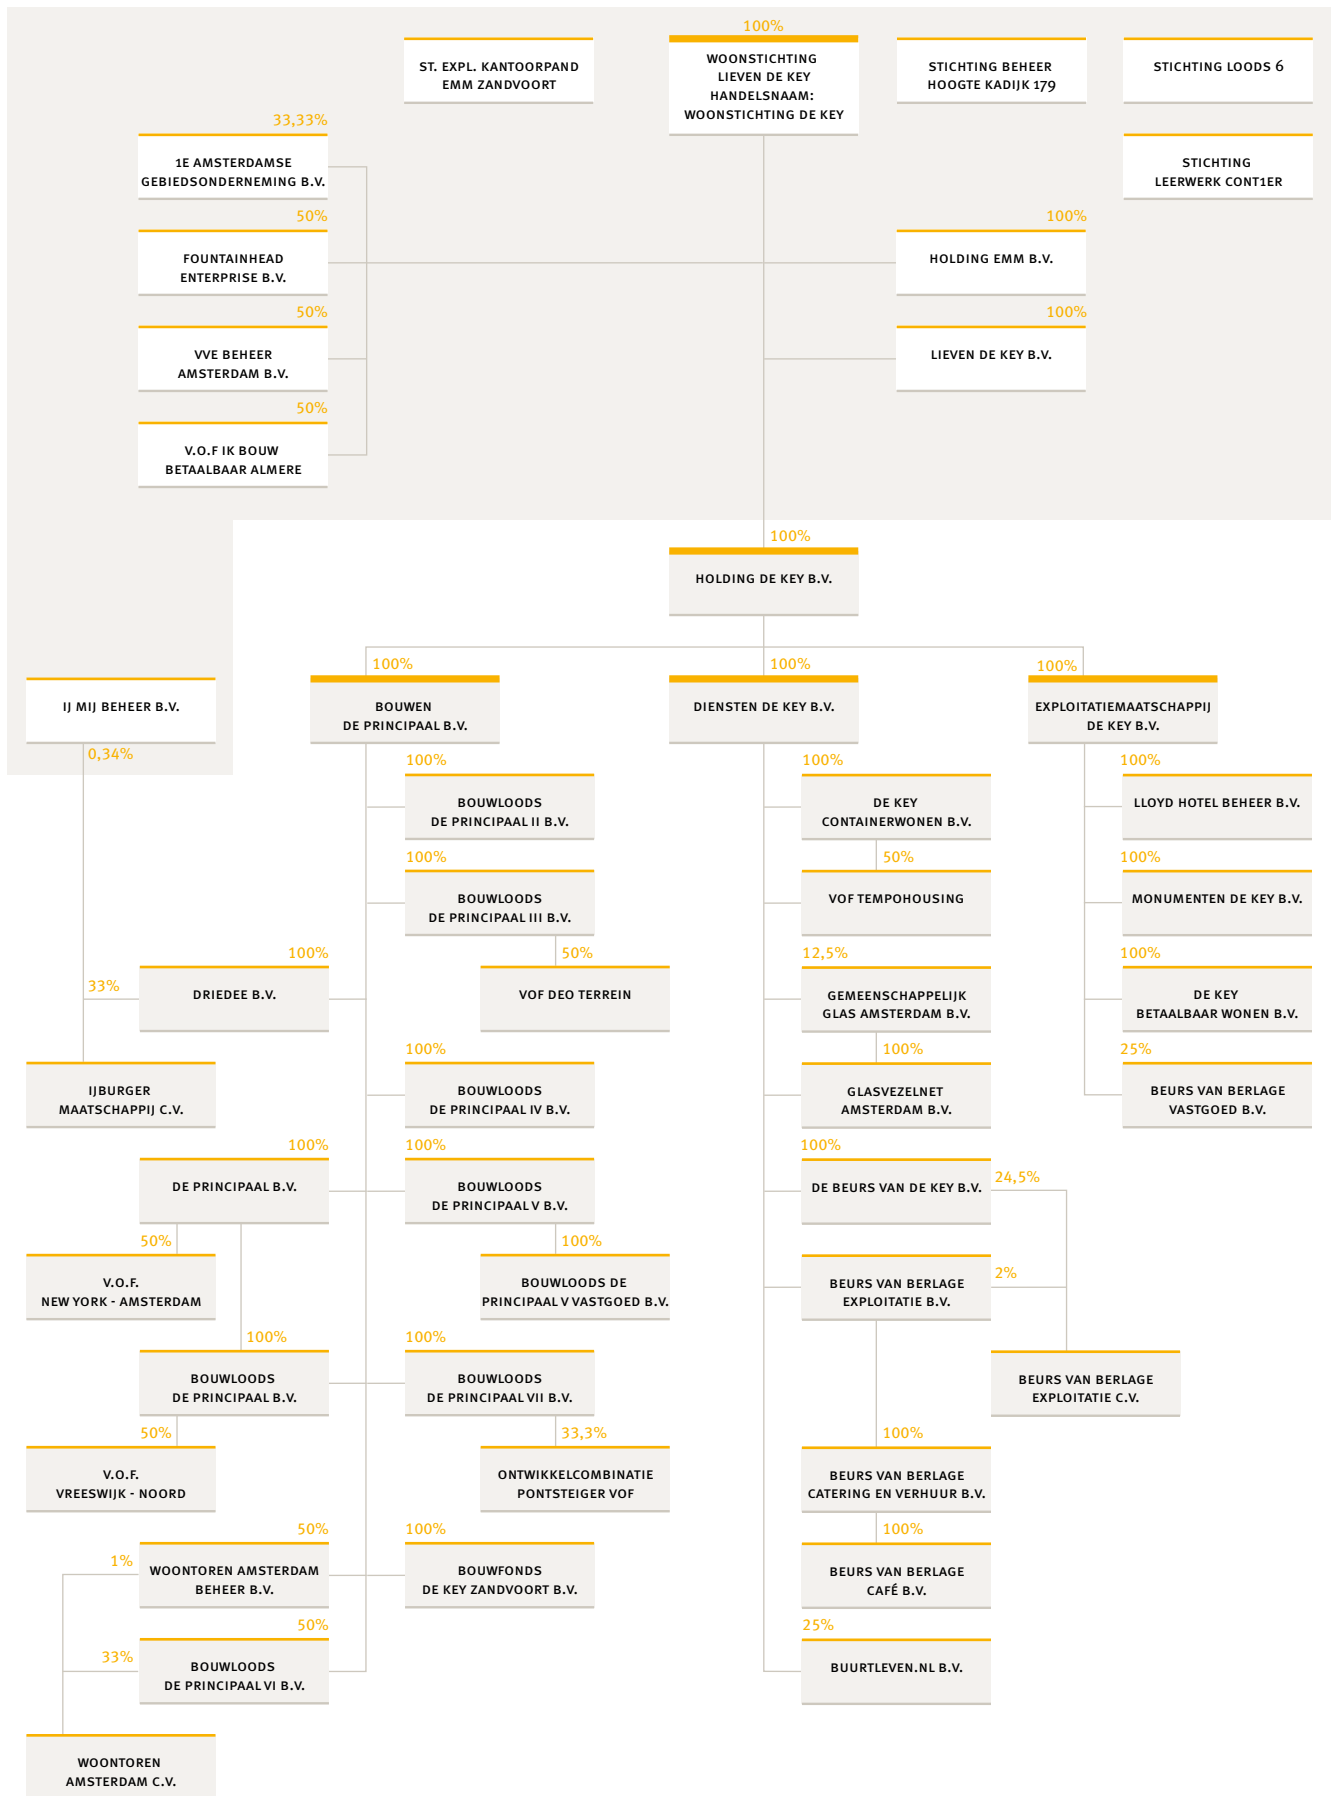 100%
ST. EXPL. KANTOORPAND
EMM ZANDVOORT
WOONSTICHTING
LIEVEN DE KEY
HANDELSNAAM:
WOONSTICHTING DE KEY
STICHTING BEHEER
HOOGTE KADIJK 179
STICHTING LOODS 6
33,33%
1E AMSTERDAMSE
GEBIEDSONDERNEMING B.V.
STICHTING
LEERWERK CONT1ER
50%
FOUNTAINHEAD
ENTERPRISE B.V.
100%
HOLDING EMM B.V.
50%
VVE BEHEER
AMSTERDAM B.V.
100%
LIEVEN DE KEY B.V.
50%
V.O.F IK BOUW
BETAALBAAR ALMERE
100%
HOLDING DE KEY B.V.
IJ MIJ BEHEER B.V.
0,34%
100%
BOUWEN
DE PRINCIPAAL B.V.
100%
DIENSTEN DE KEY B.V.
100%
EXPLOITATIEMAATSCHAPPIJ
DE KEY B.V.
100%
BOUWLOODS
DE PRINCIPAAL II B.V.
100%
DE KEY
CONTAINERWONEN B.V.
100%
LLOYD HOTEL BEHEER B.V.
100%
BOUWLOODS
DE PRINCIPAAL III B.V.
50%
VOF TEMPOHOUSING
100%
MONUMENTEN DE KEY B.V.
33%
100%
DRIEDEE B.V.
50%
VOF DEO TERREIN
12,5%
GEMEENSCHAPPELIJK
GLAS AMSTERDAM B.V.
100%
DE KEY
BETAALBAAR WONEN B.V.
IJBURGER
MAATSCHAPPIJ C.V.
100%
BOUWLOODS
DE PRINCIPAAL IV B.V.
100%
GLASVEZELNET
AMSTERDAM B.V.
25%
BEURS VAN BERLAGE
VASTGOED B.V.
100%
DE PRINCIPAAL B.V.
100%
BOUWLOODS
DE PRINCIPAAL V B.V.
100%
DE BEURS VAN DE KEY B.V.
24,5%
50%
V.O.F.
NEW YORK - AMSTERDAM
100%
BOUWLOODS DE
PRINCIPAAL V VASTGOED B.V.
BEURS VAN BERLAGE
EXPLOITATIE B.V.
2%
100%
BOUWLOODS
DE PRINCIPAAL B.V.
100%
BOUWLOODS
DE PRINCIPAAL VII B.V.
BEURS VAN BERLAGE
EXPLOITATIE C.V.
50%
V.O.F.
VREESWIJK - NOORD
33,3%
ONTWIKKELCOMBINATIE
PONTSTEIGER VOF
100%
BEURS VAN BERLAGE
CATERING EN VERHUUR B.V.
1%
50%
WOONTOREN AMSTERDAM
BEHEER B.V.
100%
BOUWFONDS
DE KEY ZANDVOORT B.V.
100%
BEURS VAN BERLAGE
CAFÉ B.V.
33%
50%
BOUWLOODS
DE PRINCIPAAL VI B.V.
25%
BUURTLEVEN.NL B.V.
WOONTOREN
AMSTERDAM C.V.